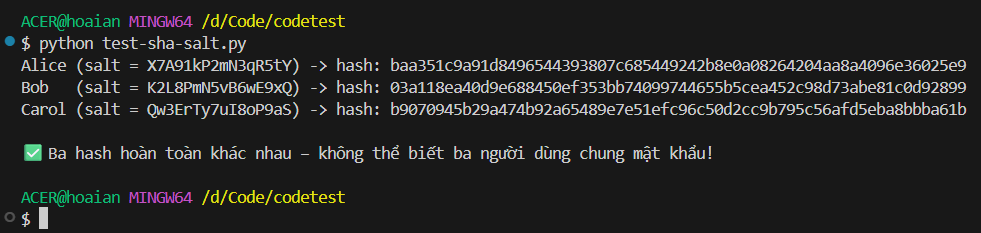 ACER@hoaian MINGW64 /d/Code/codetest
$ python test-sha-salt.py
Alice (salt = X7A91kP2mN3qR5tY) -> hash: baa351c9a91d8496544393807c685449242b8e0a08264204aa8a4096e36025e9
Bob   (salt = K2L8PmN5vB6wE9xQ) -> hash: 03a118ea40d9e688450ef353bb74099744655b5cea452c98d73abe81c0d92899
Carol (salt = Qw3ErTy7uI8oP9aS) -> hash: b9070945b29a474b92a65489e7e51efc96c50d2cc9b795c56afd5eba8bbba61b
✅ Ba hash hoàn toàn khác nhau – không thể biết ba người dùng chung mật khẩu!
ACER@hoaian MINGW64 /d/Code/codetest
$